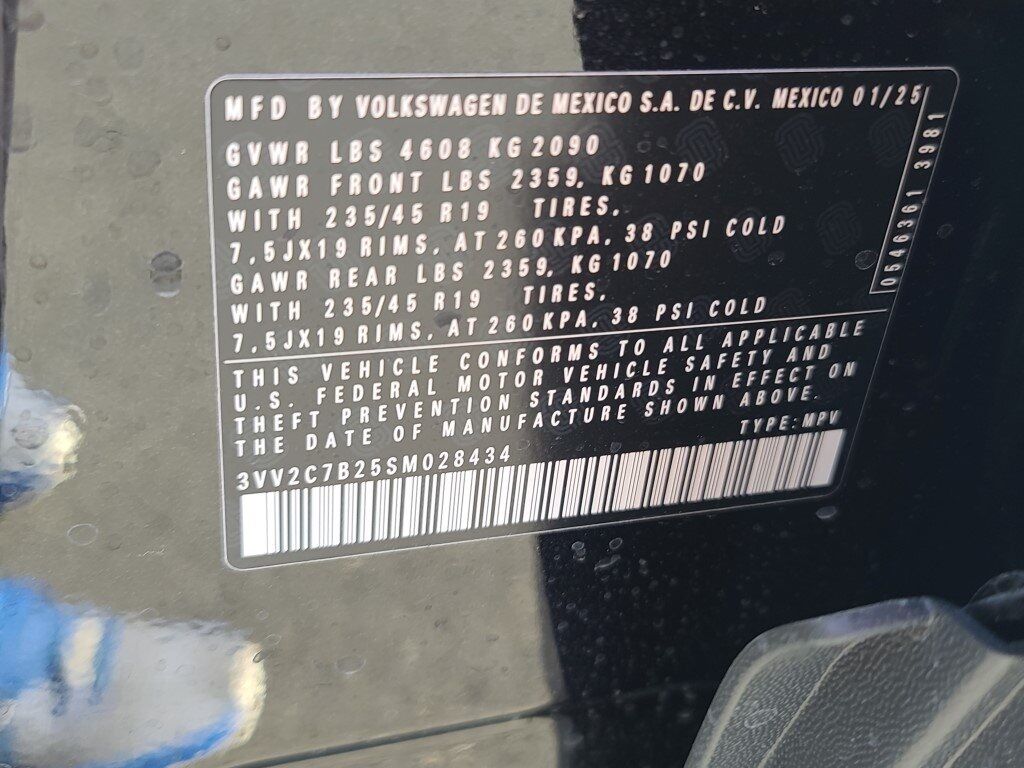 MFD BY VOLKSWAGEN DE MEXICO S.A. DE C.V. MEXICO 01/25
GVWR LBS 4608 KG 2090
GAWR FRONT LBS 2359, KG 1070
WITH 235/45 R19 TIRES,
7,5JX19 RIMS, AT 260 KPA, 38 PSI COLD
GAWR REAR LBS 2359, KG 1070
WITH 235/45 R19 TIRES,
7,5JX19 RIMS, AT 260 KPA, 38 PSI COLD
THIS VEHICLE CONFORMS TO ALL APPLICABLE
U.S. FEDERAL MOTOR VEHICLE SAFETY AND
THEFT PREVENTION STANDARDS IN EFFECT ON
THE DATE OF MANUFACTURE SHOWN ABOVE.
TYPE: MPV
3VV2C7B25SM028434
0546361 3981